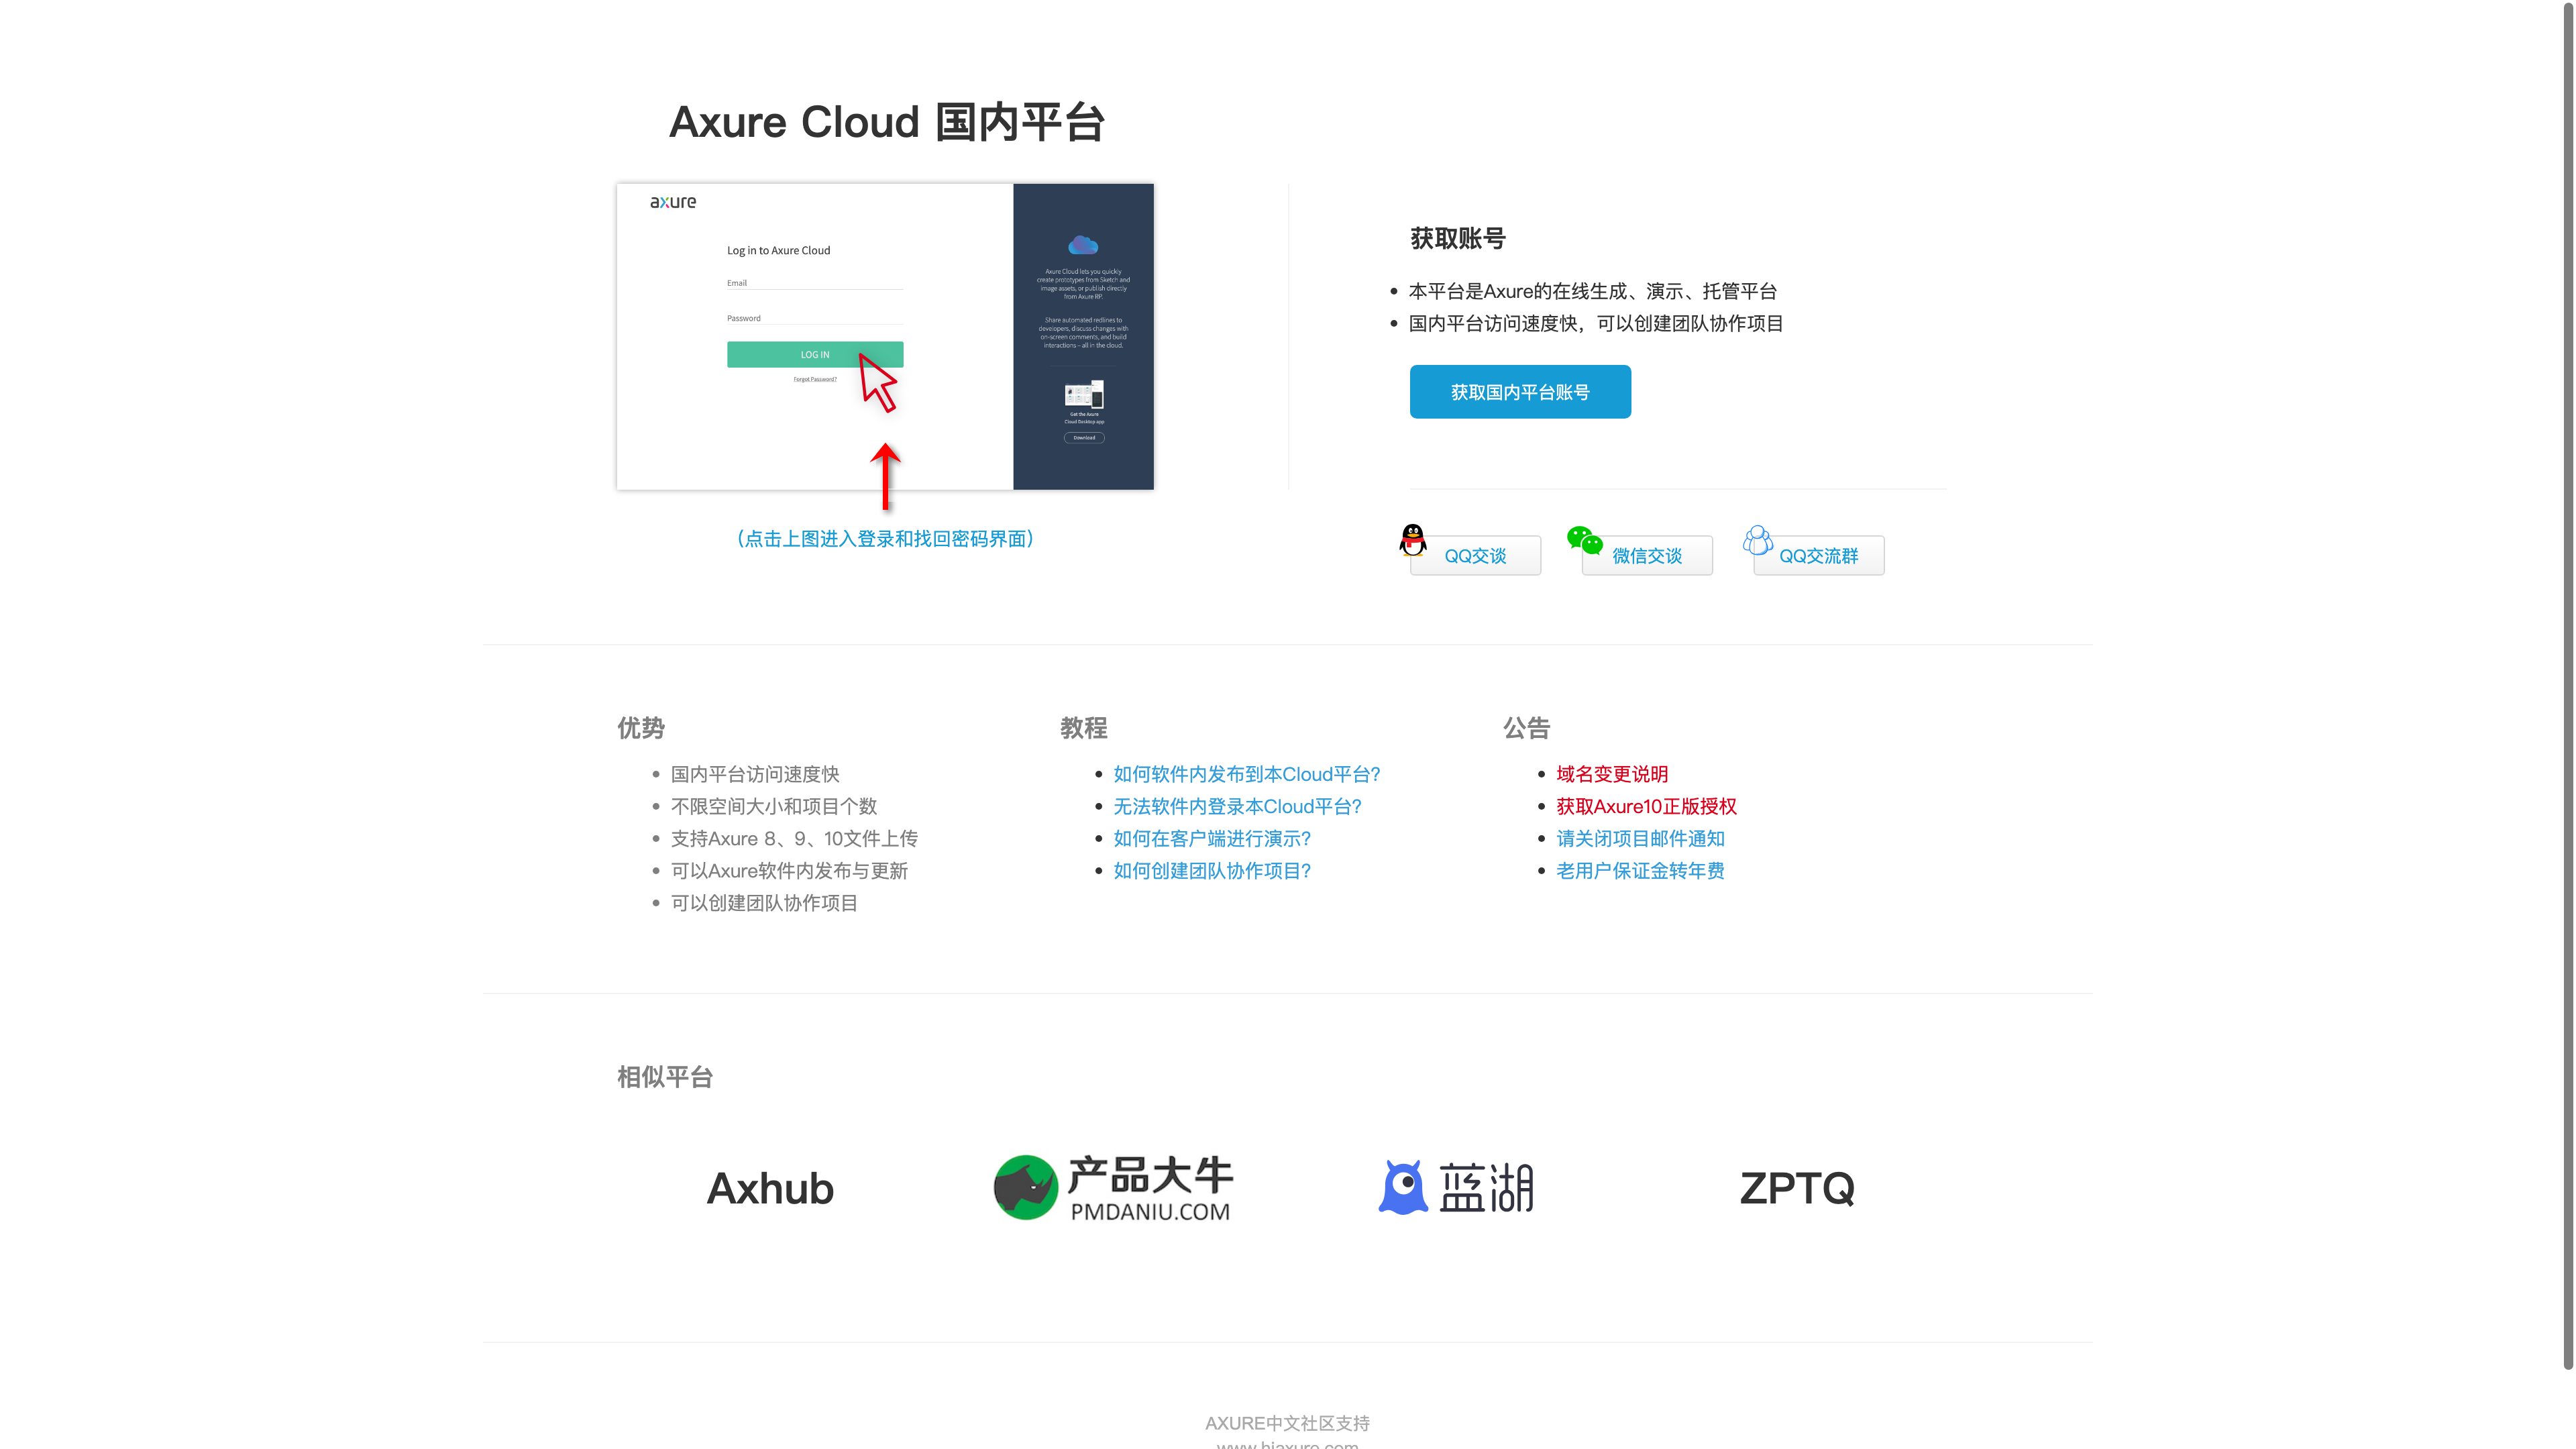 Axure Cloud 国内平台
axure
Log in to Axure Cloud
Email
Password
LOG IN
Forgot Password?
Axure Cloud lets you quickly
create prototypes from Sketch and
image assets, or publish directly
from Axure RP.
Share automated redlines to
developers, discuss changes with
on-screen comments, and build
interactions – all in the cloud.
Get the Axure
Cloud Desktop app
Download
(点击上图进入登录和找回密码界面)
获取账号
本平台是Axure的在线生成、演示、托管平台
国内平台访问速度快，可以创建团队协作项目
获取国内平台账号
QQ交谈
微信交谈
QQ交流群
优势
国内平台访问速度快
不限空间大小和项目个数
支持Axure 8、9、10文件上传
可以Axure软件内发布与更新
可以创建团队协作项目
教程
如何软件内发布到本Cloud平台?
无法软件内登录本Cloud平台?
如何在客户端进行演示?
如何创建团队协作项目?
公告
域名变更说明
获取Axure10正版授权
请关闭项目邮件通知
老用户保证金转年费
相似平台
Axhub
产品大牛
PMDANIU.COM
蓝湖
ZPTQ
AXURE中文社区支持
www.hiaxure.com